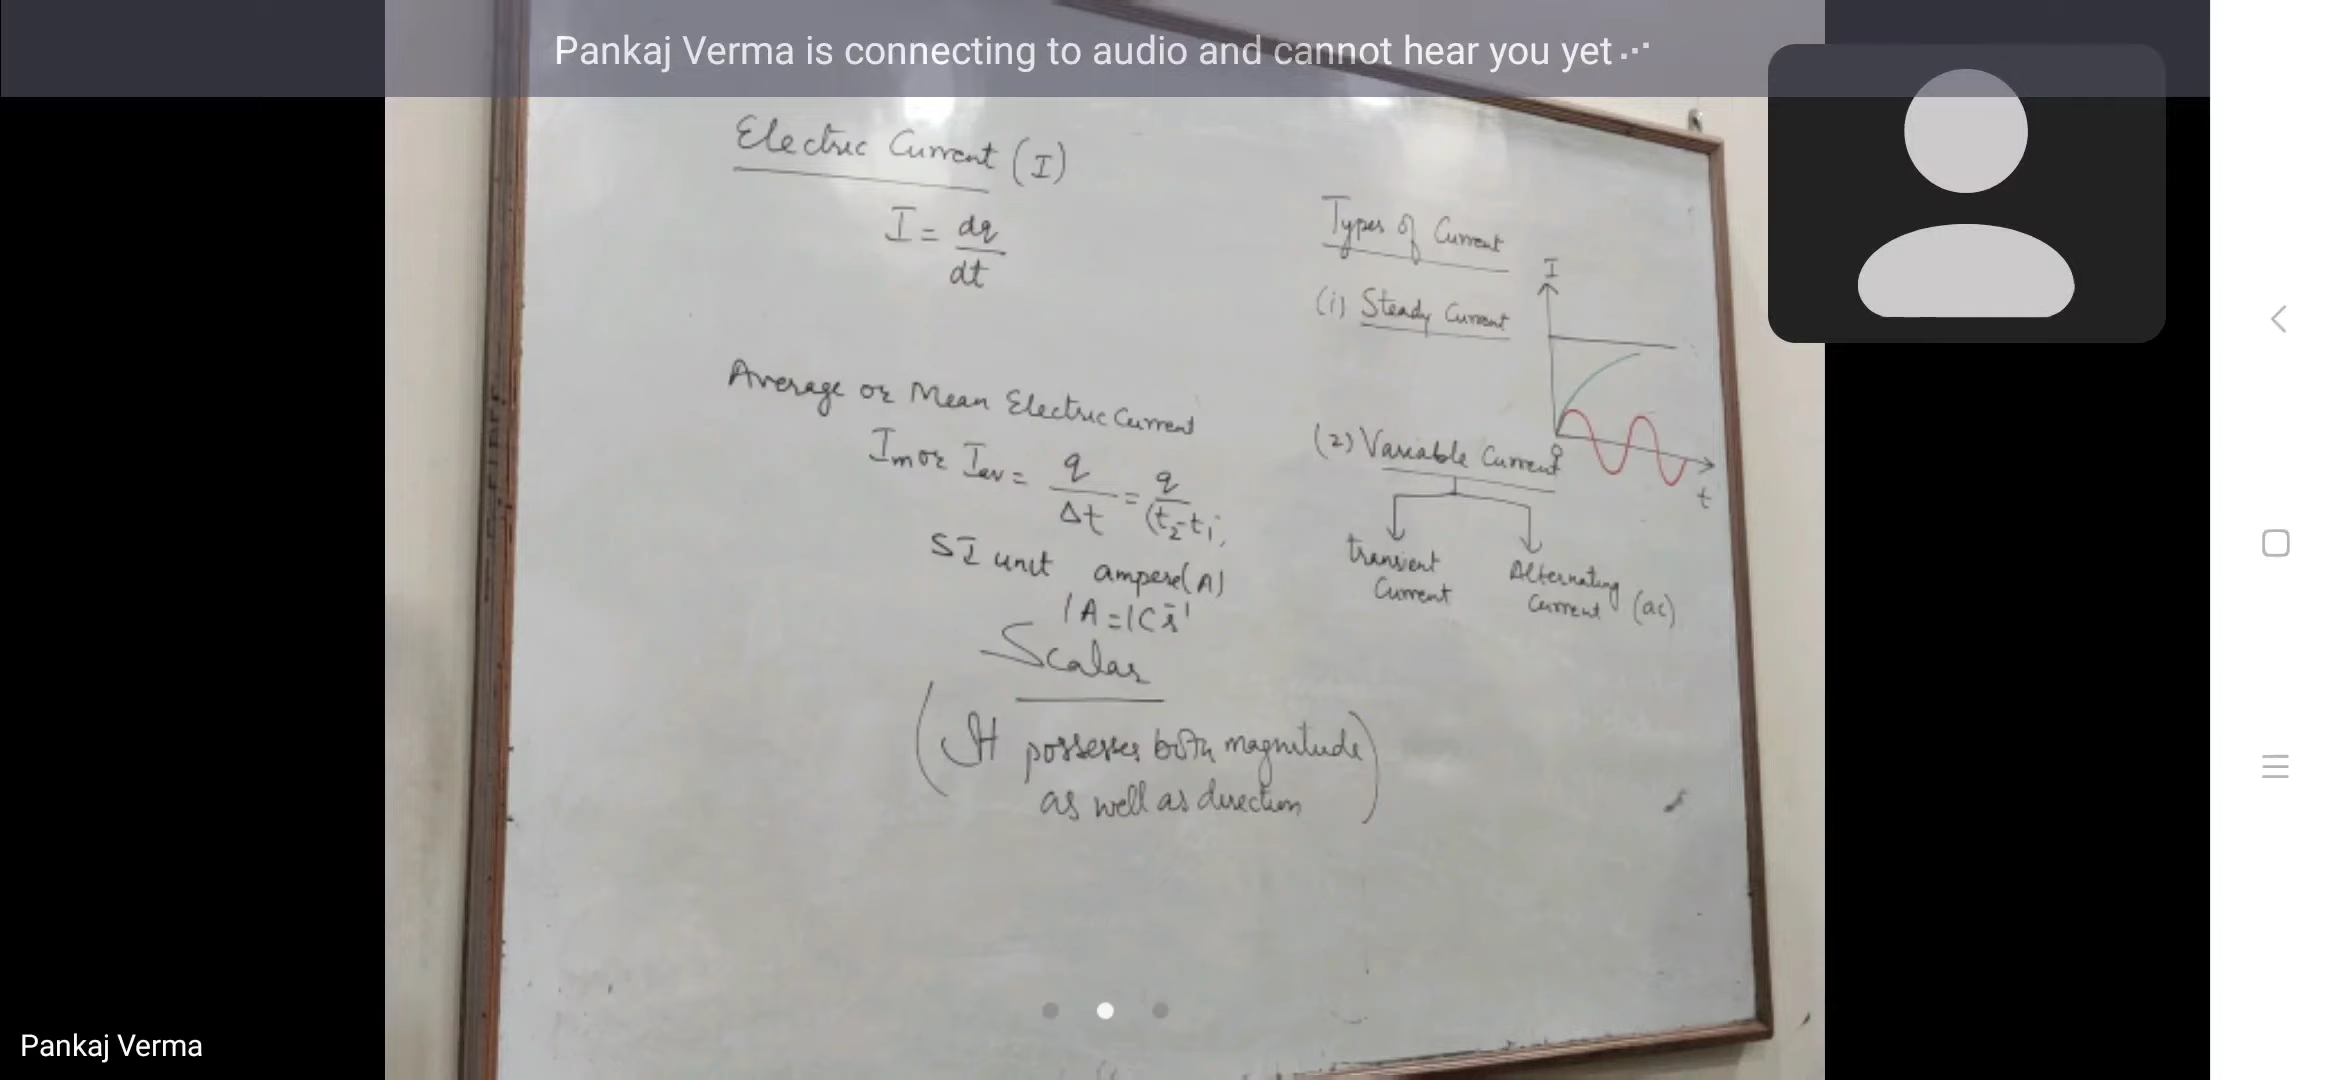 Pankaj Verma is connecting to audio and cannot hear you yet
Electric Current (I)
I = dq/dt
Average or Mean Electric Current
Im or Iav = q/Δt = q/(t2-t1)
SI unit ampere(A)
1A = 1Cs⁻¹
Scalar
(It possesses both magnitude
as well as direction)
Types of Current
(i) Steady Current
I
(2) Variable Current
O
t
transient
Current
Alternating
Current (ac)
Pankaj Verma